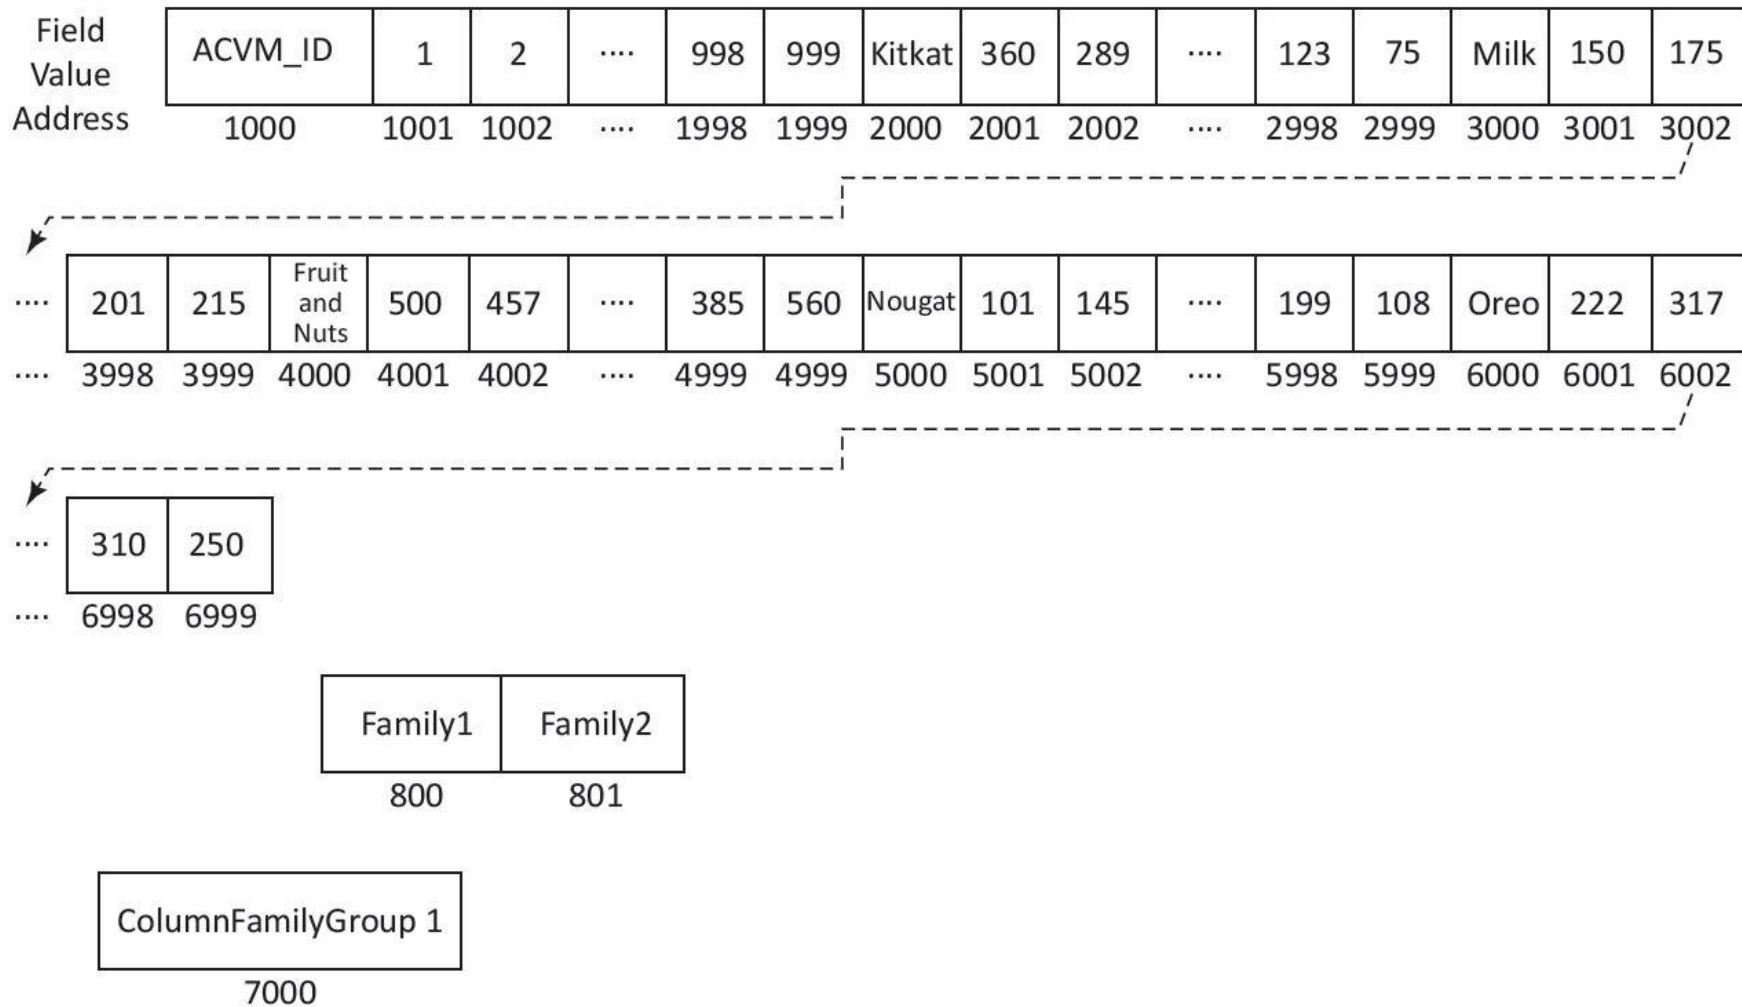 Field
Value
Address
ACVM_ID 1 2 .... 998 999 Kitkat 360 289 .... 123 75 Milk 150 175
1000 1001 1002 .... 1998 1999 2000 2001 2002 .... 2998 2999 3000 3001 3002
.... 201 215 Fruit and Nuts 500 457 .... 385 560 Nougat 101 145 .... 199 108 Oreo 222 317
.... 3998 3999 4000 4001 4002 .... 4999 4999 5000 5001 5002 .... 5998 5999 6000 6001 6002
.... 310 250
.... 6998 6999
Family1 Family2
800 801
ColumnFamilyGroup 1
7000